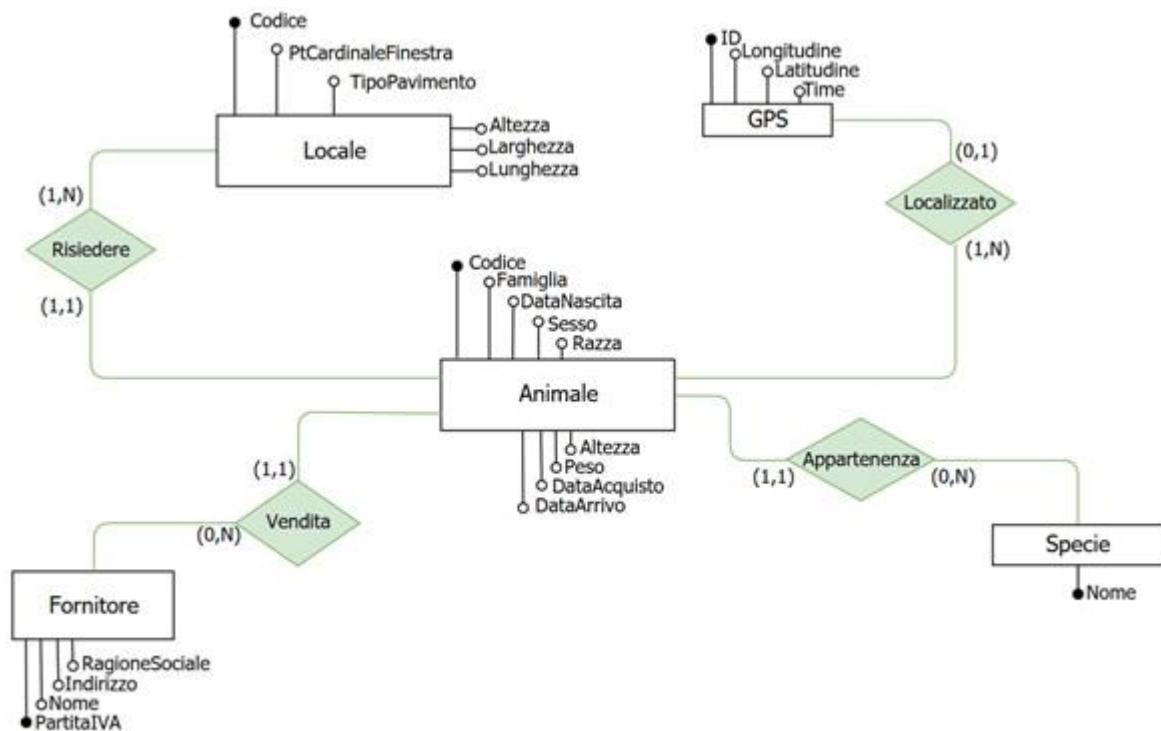 Codice
PtCardinaleFinestra
TipoPavimento
Locale
Altezza
Larghezza
Lunghezza
ID
Longitudine
Latitudine
Time
GPS
(0,1)
Localizzato
(1,N)
(1,N)
Risiedere
(1,1)
Codice
Famiglia
DataNascita
Sesso
Razza
Animale
Altezza
Peso
DataAcquisto
DataArrivo
(1,1)
Appartenenza
(0,N)
Specie
Nome
(1,1)
Vendita
(0,N)
Fornitore
RagioneSociale
Indirizzo
Nome
PartitaIVA